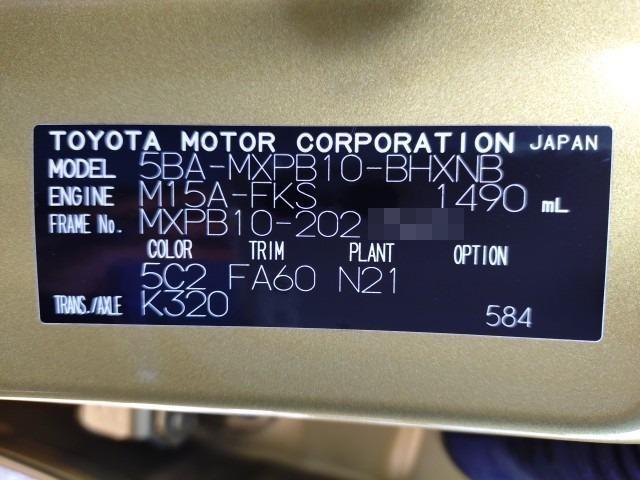 TOYOTA MOTOR CORPORATION JAPAN
MODEL 5BA-MXPB10-BHXNB
ENGINE M15A-FKS 1490 mL
FRAME No. MXPB10-202
COLOR TRIM PLANT OPTION
5C2 FA60 N21
TRANS./AXLE K320 584